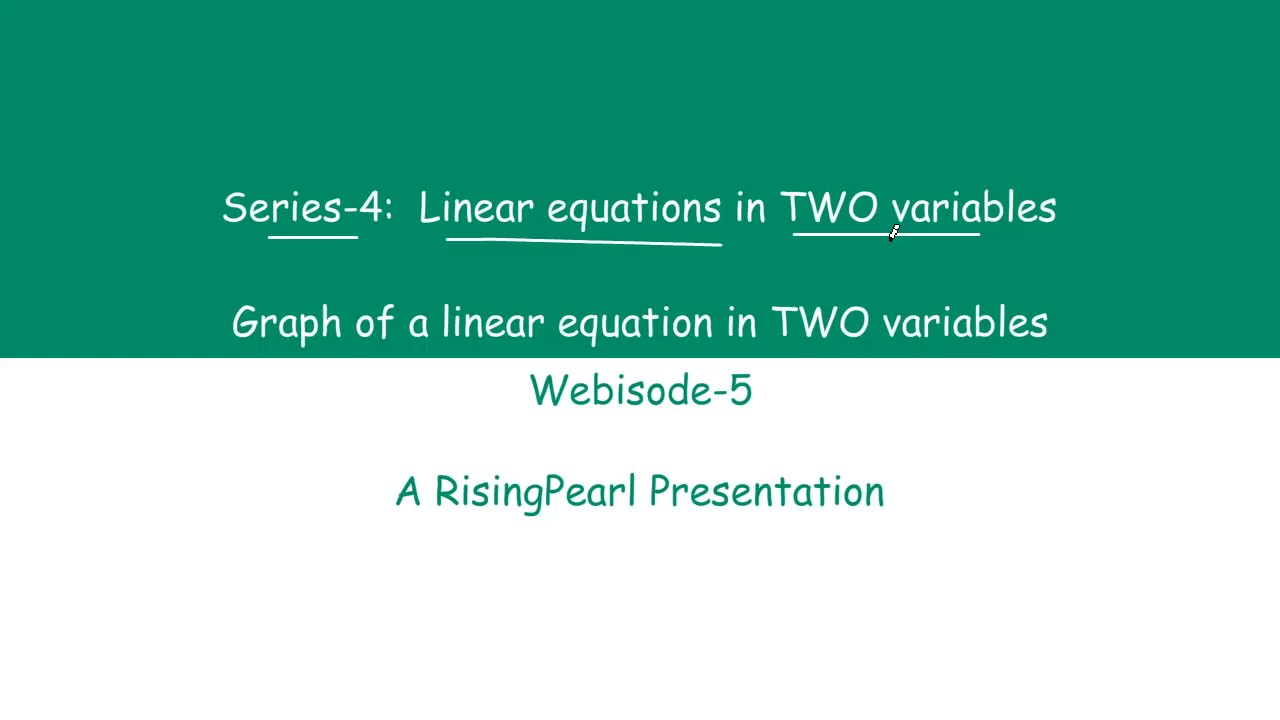 Series-4: Linear equations in TWO variables
Graph of a linear equation in TWO variables
Webisode-5
A RisingPearl Presentation